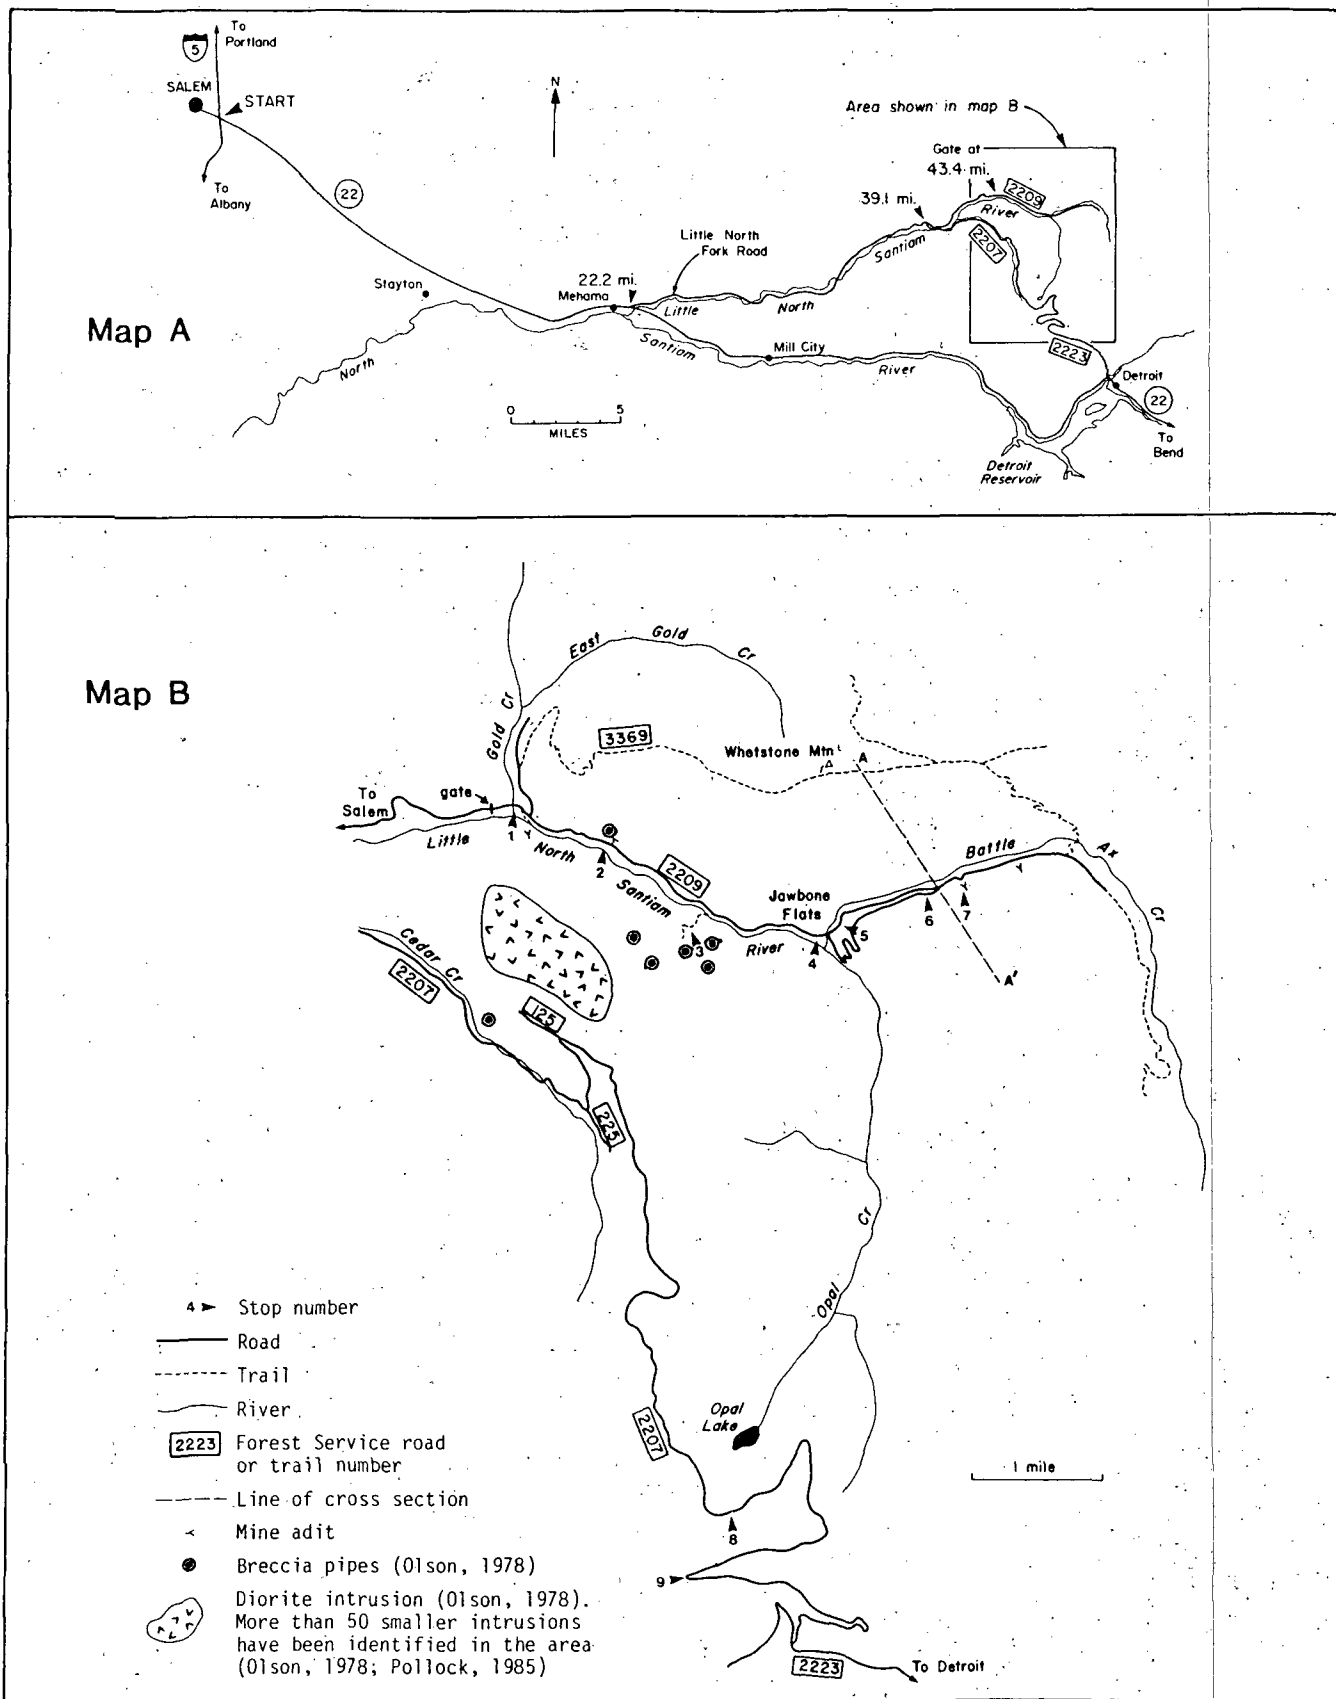 To
Portland
5
SALEM
START
To
Albany
22
N
Area shown in map B
Gate at
43.4 mi.
2209
39.1 mi.
River
Santiam
2207
Little North
Fork Road
22.2 mi.
Stayton
Mehama
Little
North
Map A
Santiam
Mill City
River
North
2223
Detroit
22
To
Bend
0 5
MILES
Detroit
Reservoir
Map B
East Gold Cr
Gold Cr
3369
Whetstone Mtn
A
To
Salem
gate
1
Little North Santiam River
2
2209
Battle Ax Cr
Jawbone
Flats
3
4
5
6
7
A'
Cedar Cr
2207
125
225
Opal Cr
Opal
Lake
2207
1 mile
8
9
2223
To Detroit
4 Stop number
Road
Trail
River
2223 Forest Service road
or trail number
Line of cross section
Mine adit
Breccia pipes (Olson, 1978)
Diorite intrusion (Olson, 1978).
More than 50 smaller intrusions
have been identified in the area
(Olson, 1978; Pollock, 1985)